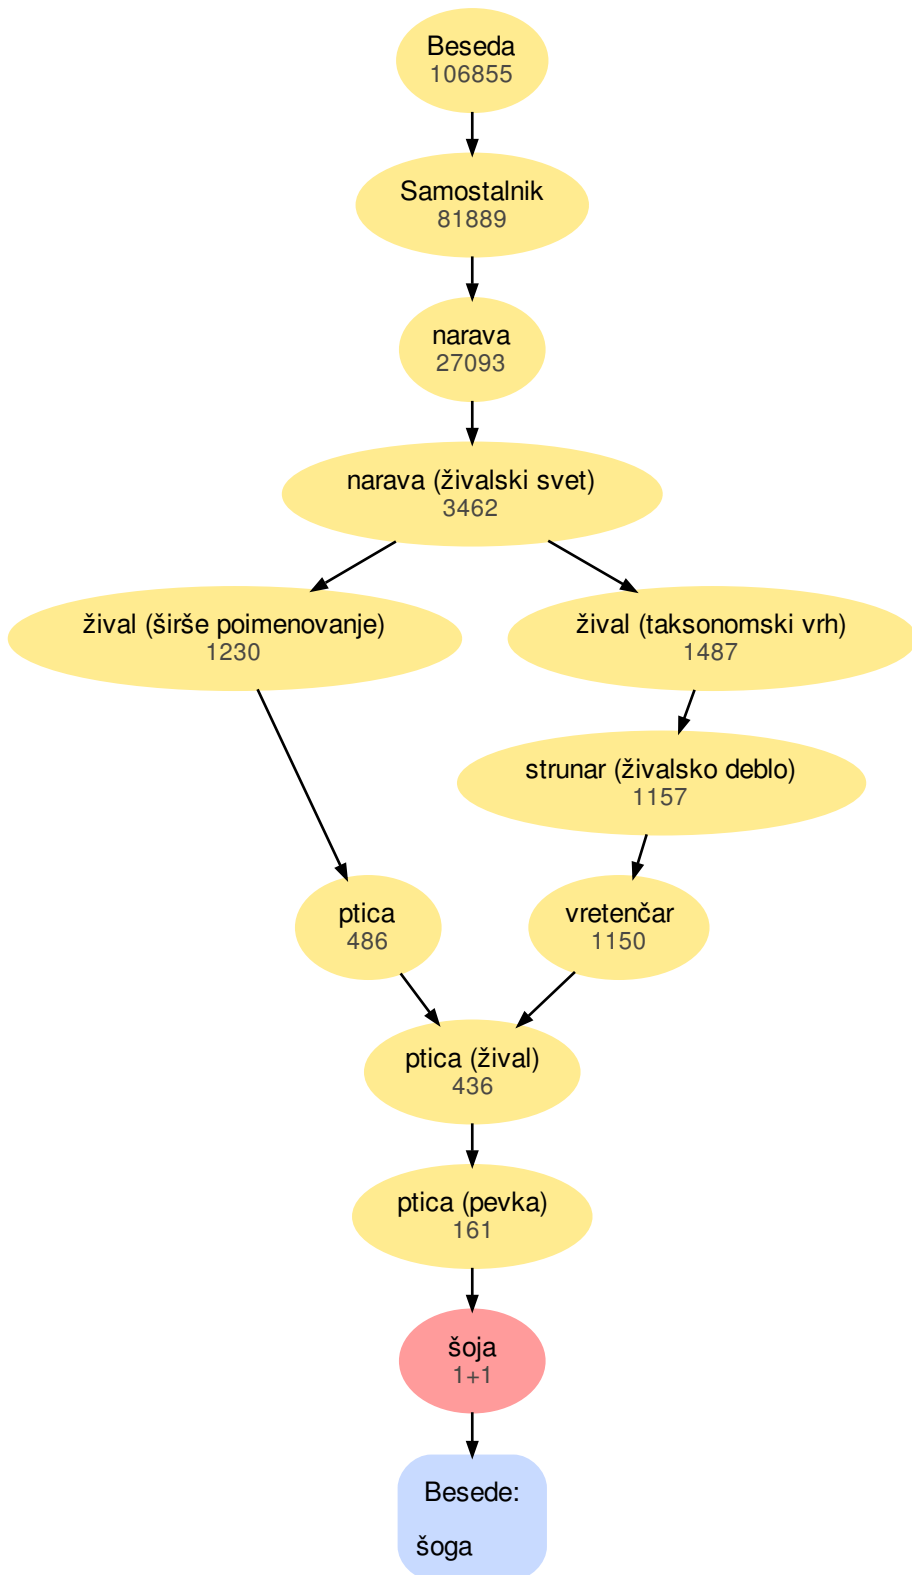 Beseda
106855
Samostalnik
81889
narava
27093
narava (živalski svet)
3462
žival (širše poimenovanje)
1230
žival (taksonomski vrh)
1487
strunar (živalsko deblo)
1157
ptica
486
vretenčar
1150
ptica (žival)
436
ptica (pevka)
161
šoja
1+1
Besede:
šoga